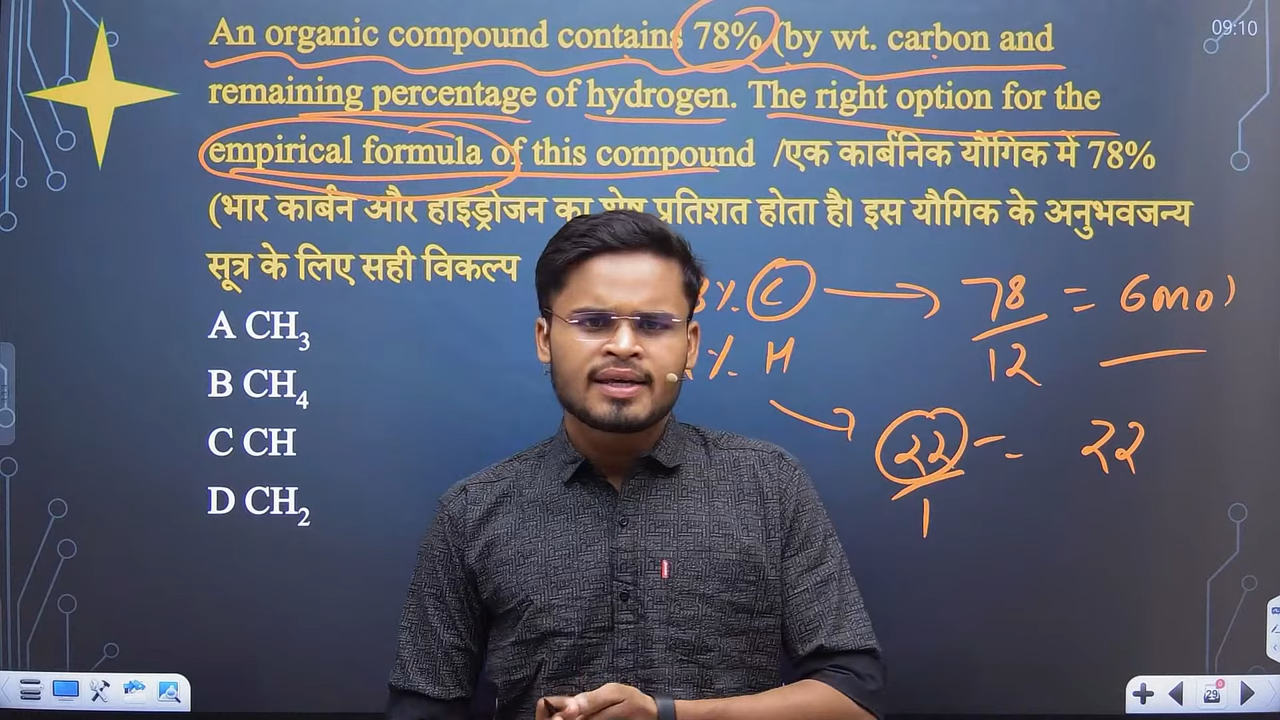 09:10
An organic compound contains 78% (by wt. carbon and
remaining percentage of hydrogen. The right option for the
empirical formula of this compound /एक कार्बनिक यौगिक में 78%
(भार कार्बन और हाइड्रोजन का शेष प्रतिशत होता है। इस यौगिक के अनुभवजन्य
सूत्र के लिए सही विकल्प
A CH₃
B CH₄
C CH
D CH₂
% C → 78/12 = 6 mol
% H
→ 22/1 = 22
29